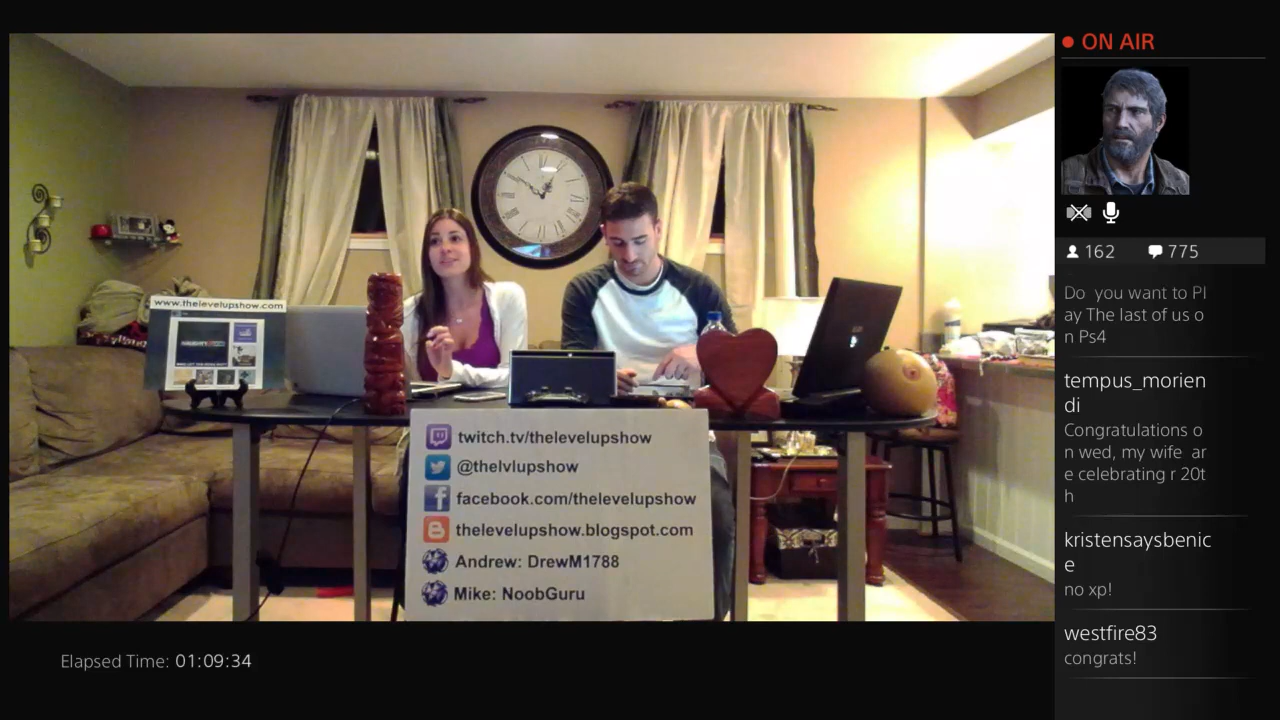 ON AIR
162 775
Do you want to Pl
ay The last of us o
n Ps4
tempus_morien
di
Congratulations o
n wed, my wife ar
e celebrating r 20t
h
kristensaysbenic
e
no xp!
westfire83
congrats!
www.thelevelupshow.com
twitch.tv/thelevelupshow
@thelvlupshow
facebook.com/thelevelupshow
thelevelupshow.blogspot.com
Andrew: DrewM1788
Mike: NoobGuru
Elapsed Time: 01:09:34